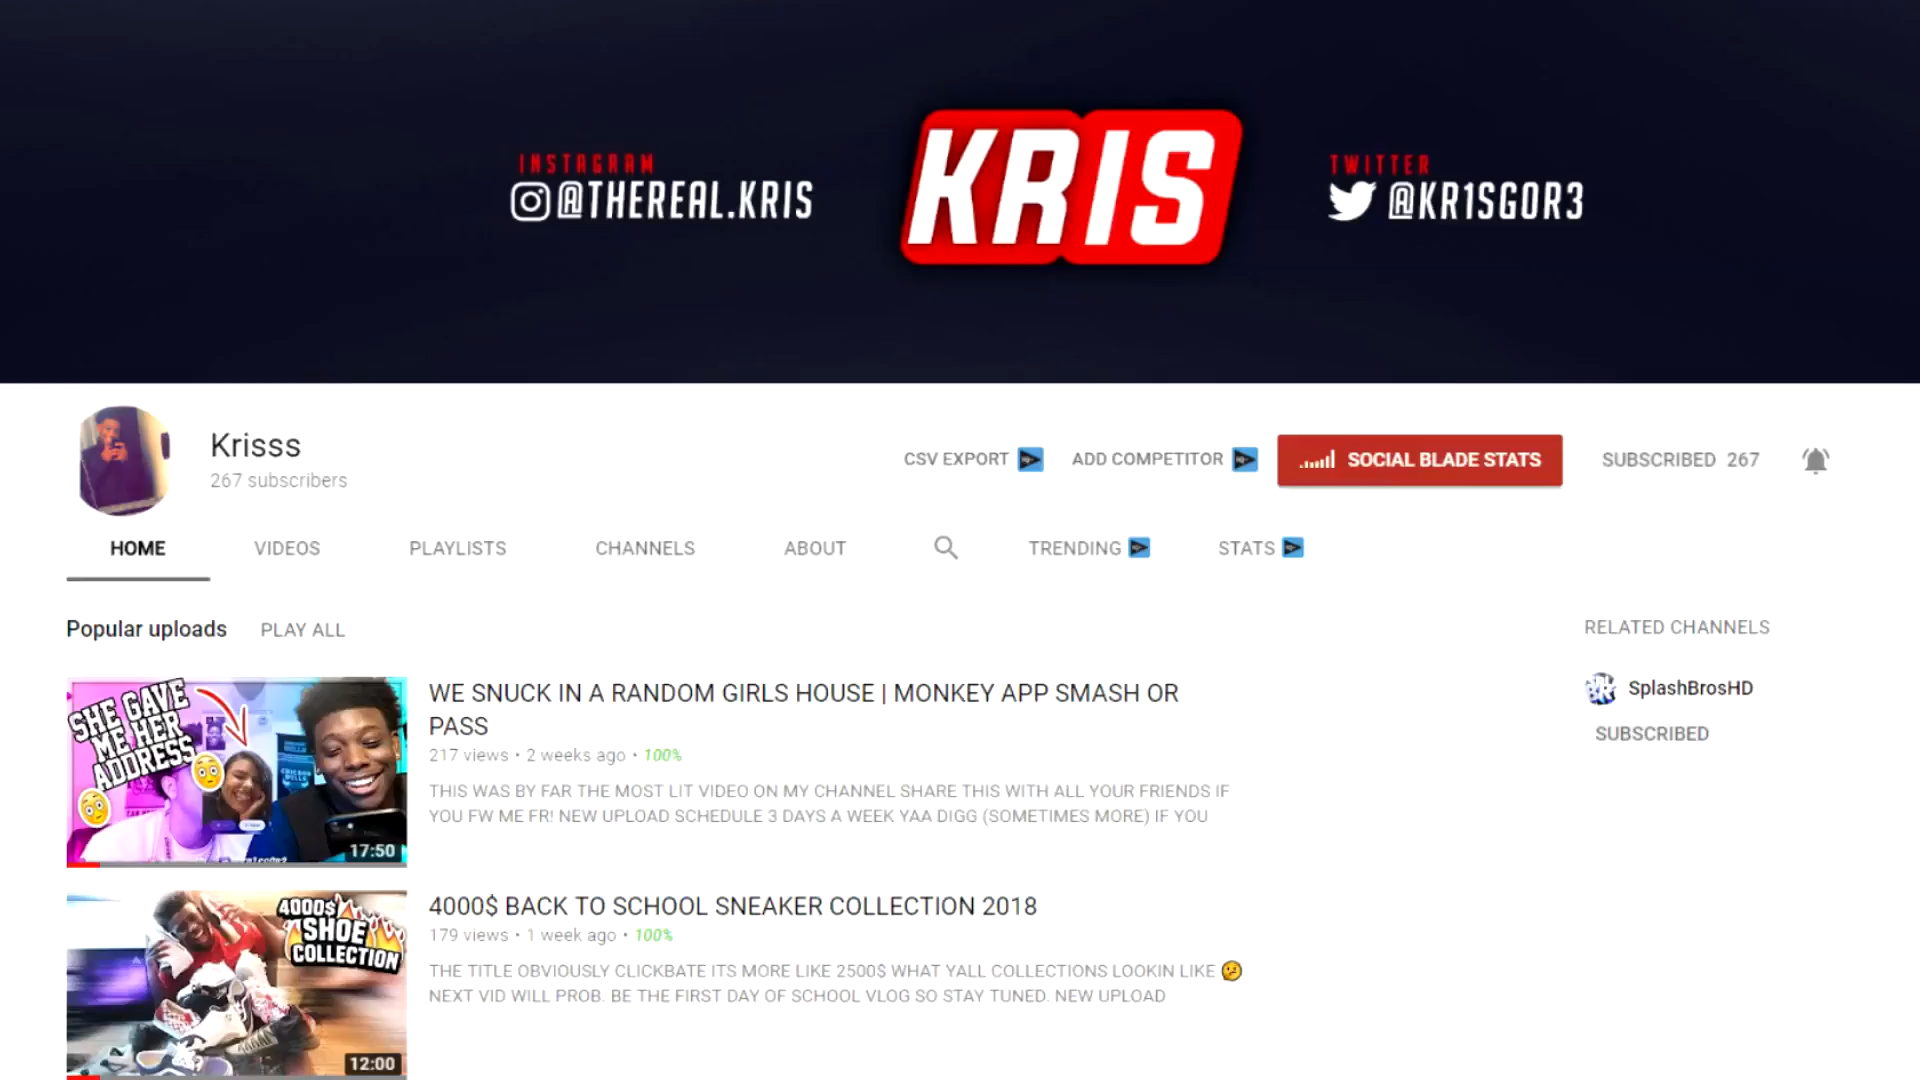 INSTAGRAM
@THEREAL.KRIS
KRIS
TWITTER
@KR1SG0R3
Krisss
267 subscribers
CSV EXPORT
ADD COMPETITOR
SOCIAL BLADE STATS
SUBSCRIBED 267
HOME
VIDEOS
PLAYLISTS
CHANNELS
ABOUT
TRENDING
STATS
Popular uploads
PLAY ALL
RELATED CHANNELS
SplashBrosHD
SUBSCRIBED
SHE GAVE
ME HER
ADDRESS
17:50
WE SNUCK IN A RANDOM GIRLS HOUSE | MONKEY APP SMASH OR
PASS
217 views • 2 weeks ago • 100%
THIS WAS BY FAR THE MOST LIT VIDEO ON MY CHANNEL SHARE THIS WITH ALL YOUR FRIENDS IF
YOU FW ME FR! NEW UPLOAD SCHEDULE 3 DAYS A WEEK YAA DIGG (SOMETIMES MORE) IF YOU
4000$
SHOE
COLLECTION
12:00
4000$ BACK TO SCHOOL SNEAKER COLLECTION 2018
179 views • 1 week ago • 100%
THE TITLE OBVIOUSLY CLICKBATE ITS MORE LIKE 2500$ WHAT YALL COLLECTIONS LOOKIN LIKE 🤔
NEXT VID WILL PROB. BE THE FIRST DAY OF SCHOOL VLOG SO STAY TUNED. NEW UPLOAD